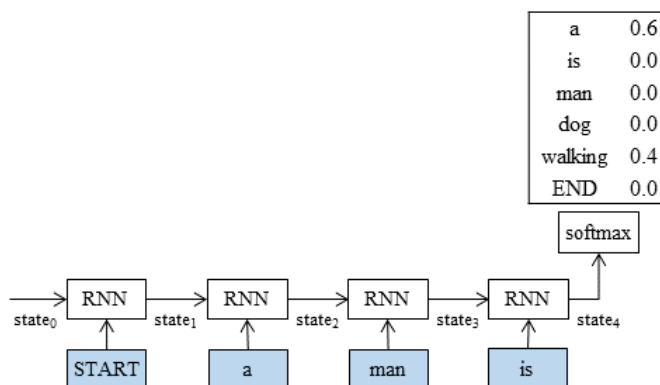 a 0.6
is 0.0
man 0.0
dog 0.0
walking 0.4
END 0.0
softmax
RNN RNN RNN RNN
state₀ state₁ state₂ state₃ state₄
START a man is